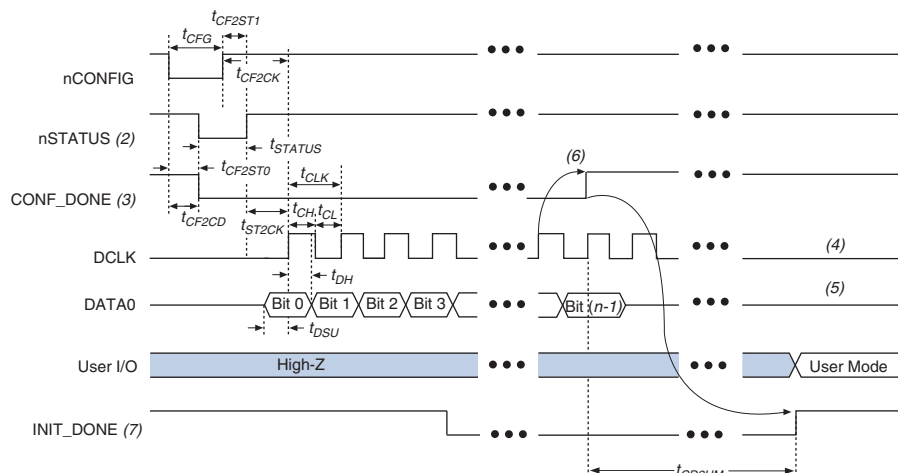 tCF2ST1
tCFG
tCF2CK
nCONFIG
nSTATUS (2)
tSTATUS
tCF2ST0
(6)
tCLK
CONF_DONE (3)
tCF2CD
tCH tCL
tST2CK
DCLK
(4)
tDH
DATA0
Bit 0 Bit 1 Bit 2 Bit 3 Bit (n-1)
(5)
tDSU
User I/O
High-Z
User Mode
INIT_DONE (7)